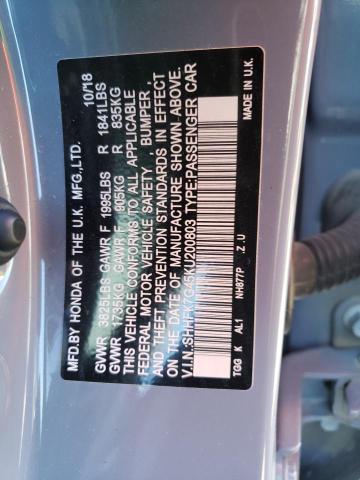 MFD.BY HONDA OF THE U.K. MFG.,LTD. 10/18
GVWR 3825LBS GAWR F 1995LBS R 1841LBS
GVWR 1735KG GAWR F 905KG R 835KG
THIS VEHICLE CONFORMS TO ALL APPLICABLE
FEDERAL MOTOR VEHICLE SAFETY , BUMPER ,
AND THEFT PREVENTION STANDARDS IN EFFECT
ON THE DATE OF MANUFACTURE SHOWN ABOVE.
V.I.N.:SHHFK7G45KU200803 TYPE:PASSENGER CAR
TGG K AL1 NH877P .Z.U MADE IN U.K.